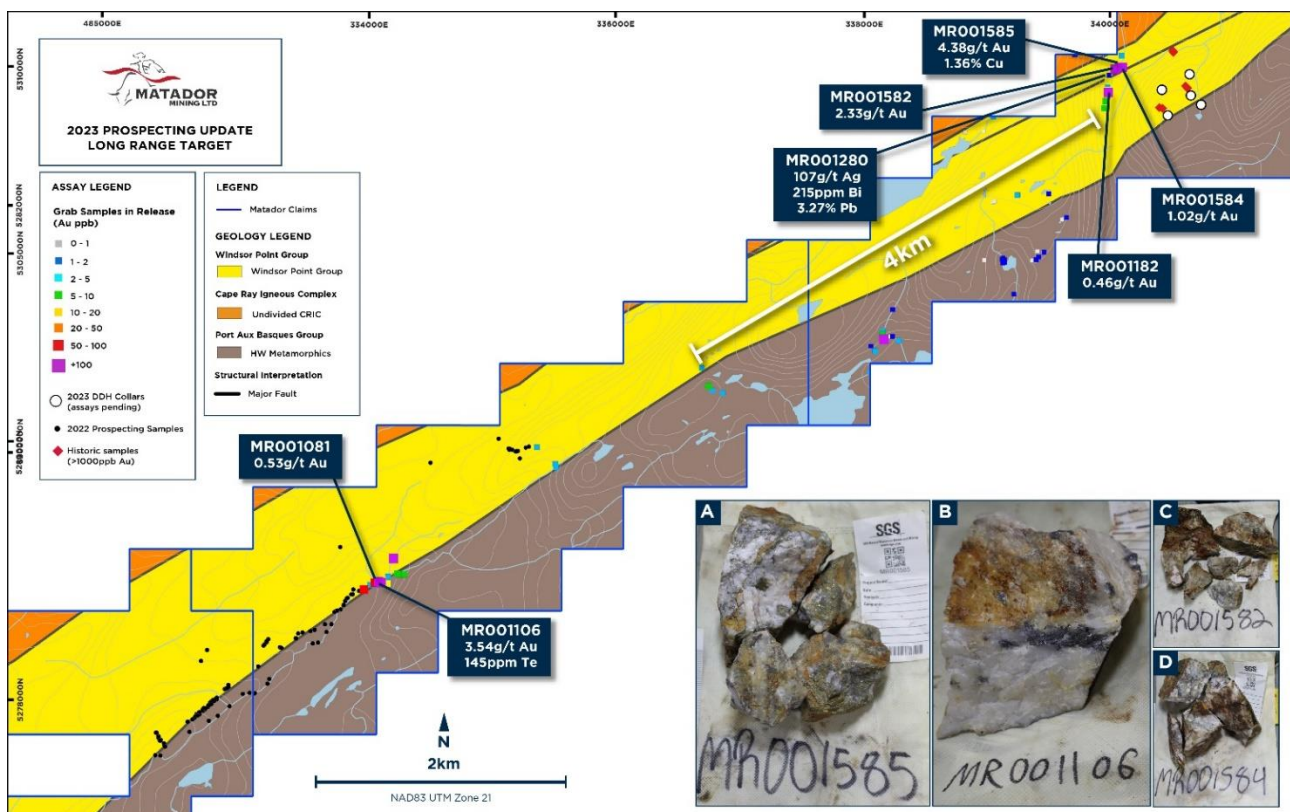 485000E
334000E
336000E
338000E
340000E
5310000N
5282000N
5305000N
5278000N
MATADOR
MINING LTD
2023 PROSPECTING UPDATE
LONG RANGE TARGET
ASSAY LEGEND
Grab Samples in Release
(Au ppb)
0 - 1
1 - 2
2 - 5
5 - 10
10 - 20
20 - 50
50 - 100
+100
2023 DDH Collars
(assays pending)
2022 Prospecting Samples
Historic samples
(>1000ppb Au)
LEGEND
Matador Claims
GEOLOGY LEGEND
Windsor Point Group
Windsor Point Group
Cape Ray Igneous Complex
Undivided CRIC
Port Aux Basques Group
HW Metamorphics
Structural Interpretation
Major Fault
MR001585
4.38g/t Au
1.36% Cu
MR001582
2.33g/t Au
MR001280
107g/t Ag
215ppm Bi
3.27% Pb
MR001584
1.02g/t Au
MR001182
0.46g/t Au
4km
MR001081
0.53g/t Au
MR001106
3.54g/t Au
145ppm Te
N
2km
NAD83 UTM Zone 21
A
SGS
MR001585
B
MR001106
C
MR001582
D
MR001584